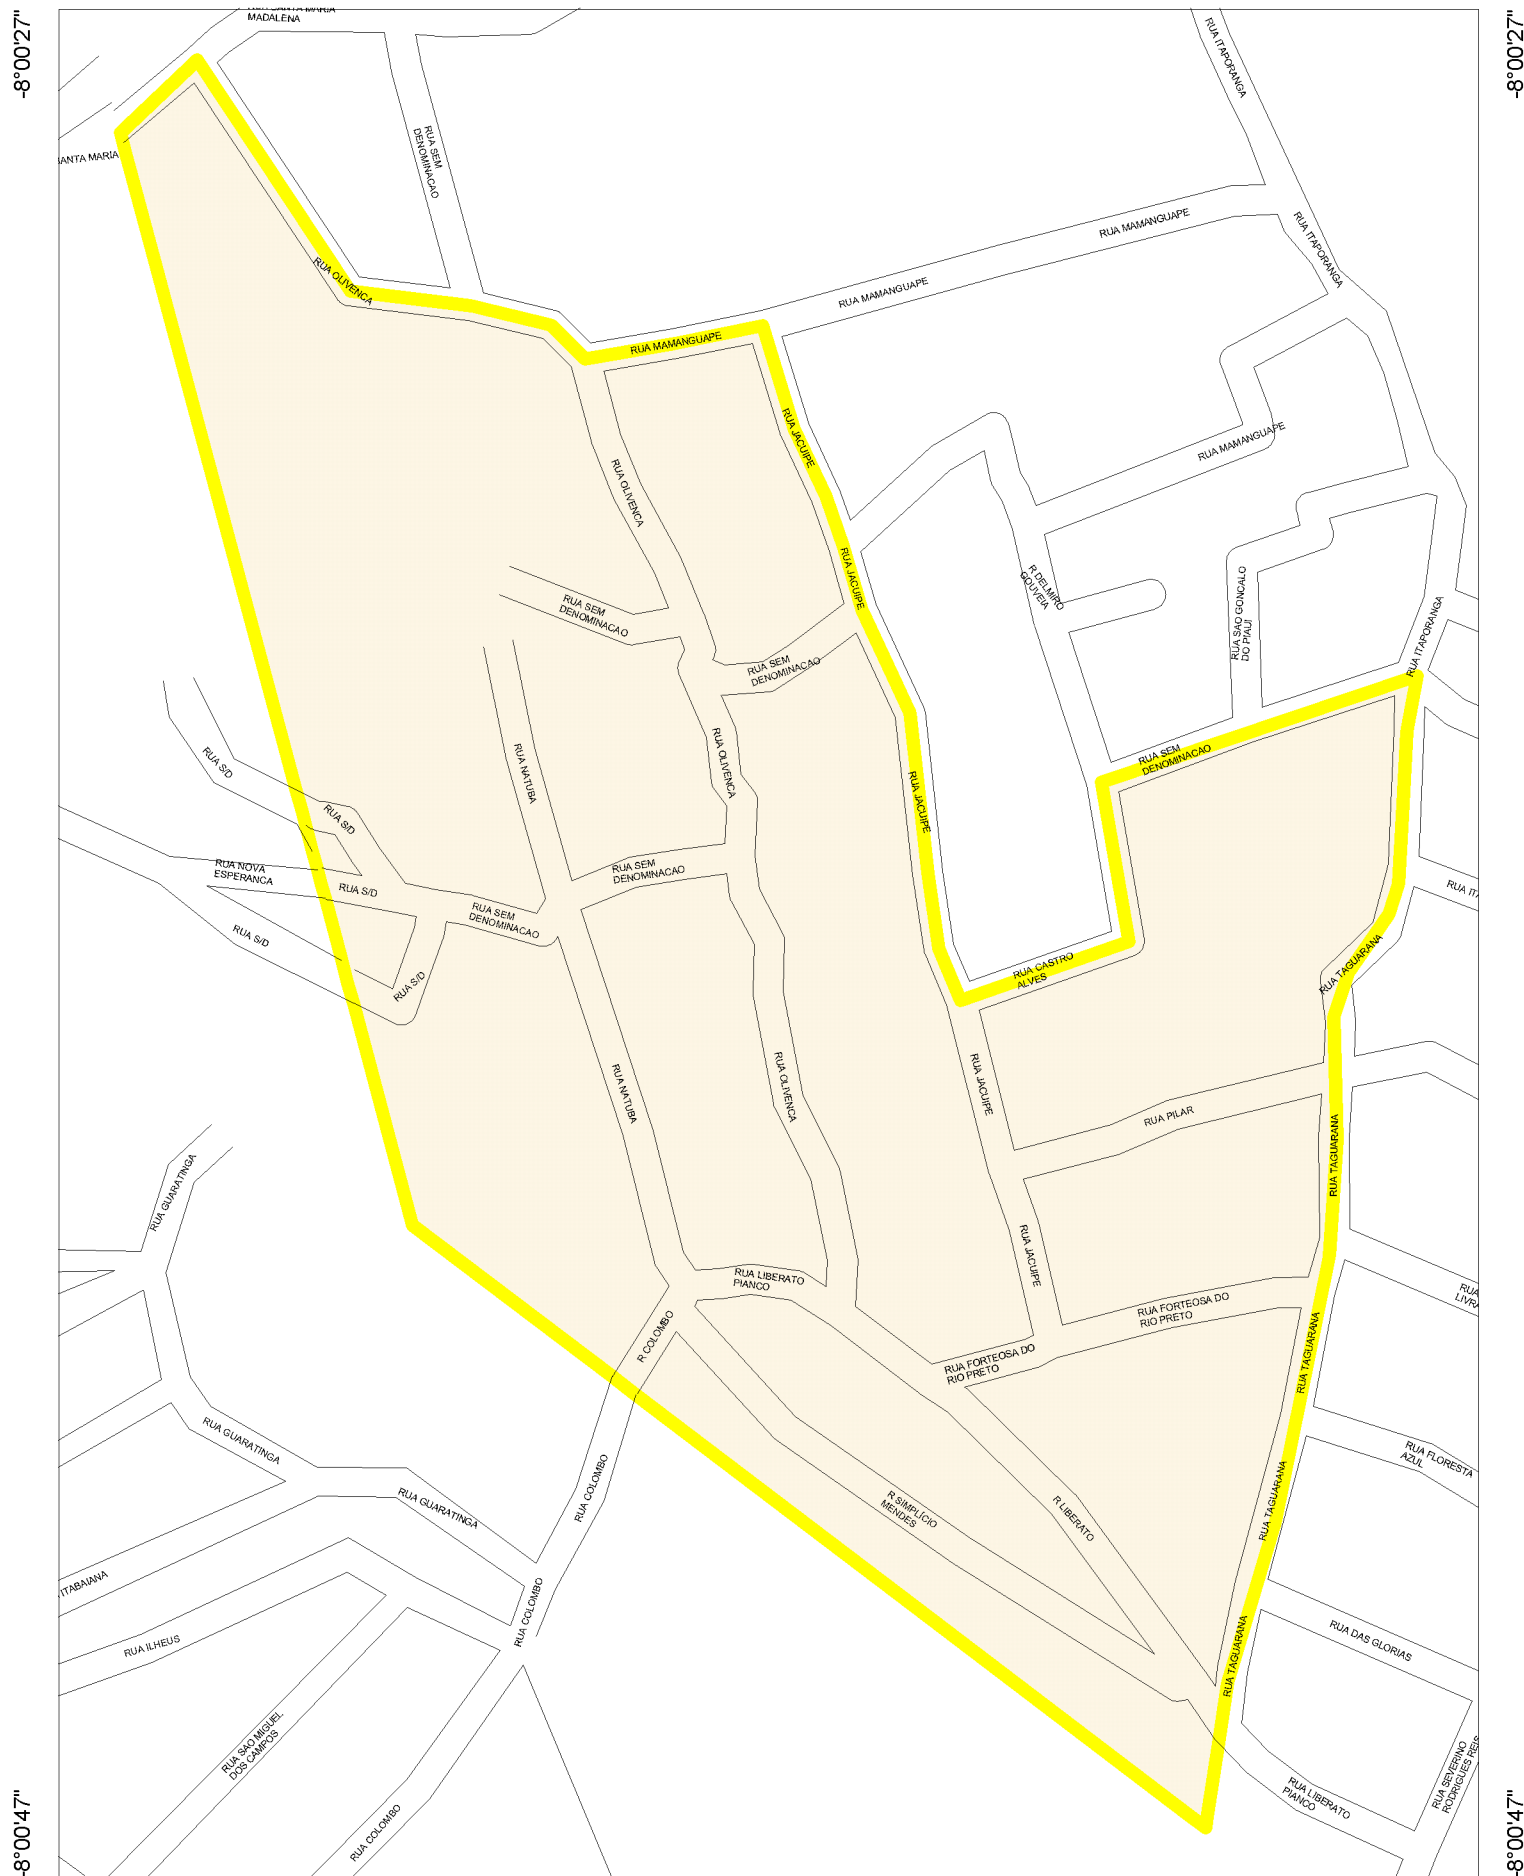 MADALENA
-8°00'27"
-8°00'27"
RUA ITAPORANGA
RUA SEM
DENOMINACAO
SANTA MARIA
RUA MAMANGUAPE
RUA ITAPORANGA
RUA OLIVENCA
RUA MAMANGUAPE
RUA MAMANGUAPE
RUA JACUIPE
RUA MAMANGUAPE
RUA OLIVENCA
RUA JACUIPE
R DELMIRO
GOUVEIA
RUA SAO GONCALO
DO PIAUI
RUA ITAPORANGA
RUA SEM
DENOMINACAO
RUA SEM
DENOMINACAO
RUA S/D
RUA NATUBA
RUA OLIVENCA
RUA SEM
DENOMINACAO
RUA S/D
RUA JACUIPE
RUA NOVA
ESPERANCA
RUA S/D
RUA SEM
DENOMINACAO
RUA ITA
RUA SEM
DENOMINACAO
RUA S/D
RUA S/D
RUA CASTRO
ALVES
RUA TAGUARANA
RUA NATUBA
RUA OLIVENCA
RUA JACUIPE
RUA PILAR
RUA TAGUARANA
RUA GUARATINGA
RUA LIBERATO
PIANCO
RUA JACUIPE
RUA FORTEOSA DO
RIO PRETO
RUA
LIVRA
R COLOMBO
RUA FORTEOSA DO
RIO PRETO
RUA TAGUARANA
RUA GUARATINGA
RUA FLORESTA
AZUL
RUA COLOMBO
RUA GUARATINGA
R SIMPLICIO
MENDES
R LIBERATO
RUA TAGUARANA
ITABAIANA
RUA COLOMBO
RUA ILHEUS
RUA TAGUARANA
RUA DAS GLORIAS
RUA SAO MIGUEL
DOS CAMPOS
RUA LIBERATO
PIANCO
RUA SEVERINO
RODRIGUES REIS
RUA COLOMBO
-8°00'47"
-8°00'47"